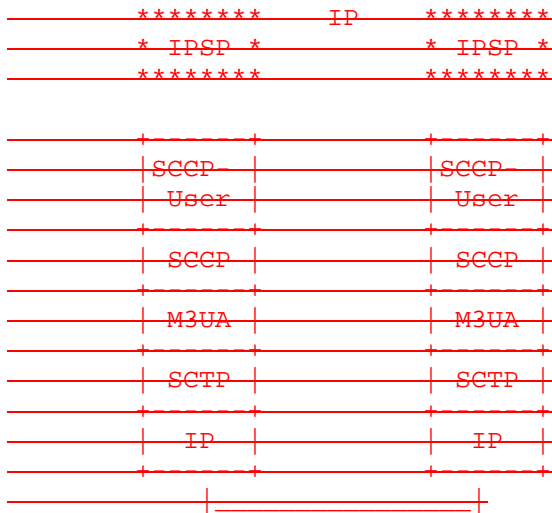 ********   IP   ********
* IPSP *        * IPSP *
********        ********
+--------+        +--------+
|SCCP-  |        |SCCP-  |
|  User  |        |  User  |
+--------+        +--------+
|  SCCP  |        |  SCCP  |
+--------+        +--------+
|  M3UA  |        |  M3UA  |
+--------+        +--------+
|  SCTP  |        |  SCTP  |
+--------+        +--------+
|   IP   |        |   IP   |
+--------+        +--------+
|________________|